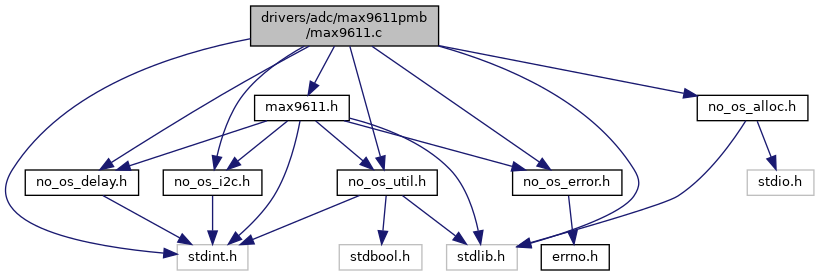 drivers/adc/max9611pmb
/max9611.c
max9611.h
no_os_alloc.h
no_os_delay.h
no_os_i2c.h
no_os_util.h
no_os_error.h
stdio.h
stdint.h
stdbool.h
stdlib.h
errno.h